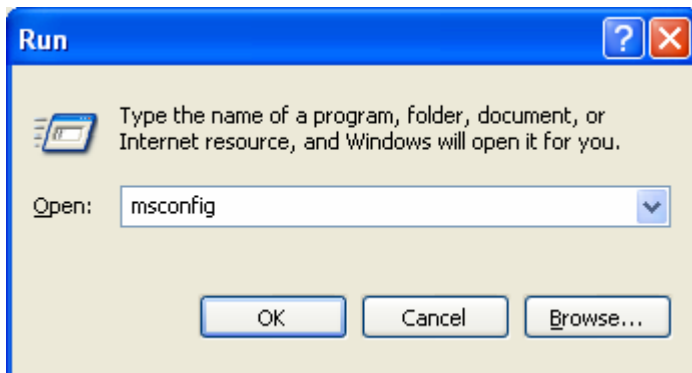 Run
Type the name of a program, folder, document, or
Internet resource, and Windows will open it for you.
Open: msconfig
OK Cancel Browse...